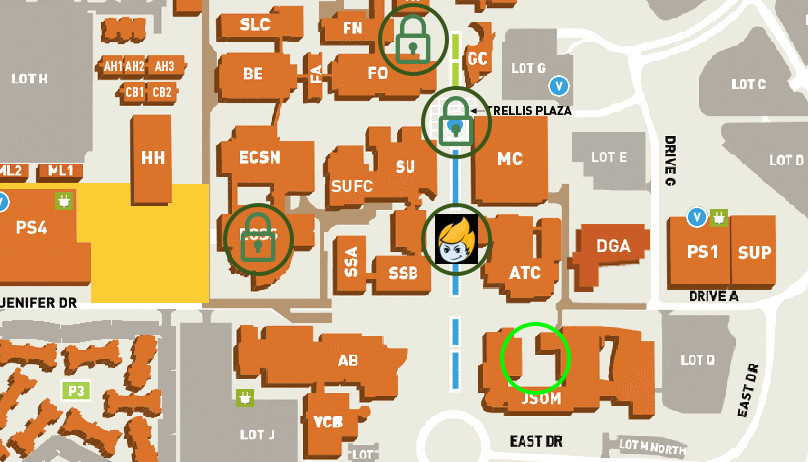 SLC
FN
GC
LOT H
AH1 AH2 AH3
CB1 CB2
BE
FA
FO
LOT G
V
LOT C
TRELLIS PLAZA
HH
ECSN
SU
SUFC
MC
LOT E
DRIVE G
LOT D
ML2
ML1
V
PS4
SSA
SSB
ATC
DGA
V
PS1
SUP
DRIVE A
JENIFER DR
AB
VCB
P3
LOT J
LOT
JSOM
LOT Q
EAST DR
EAST DR
LOT M NORTH